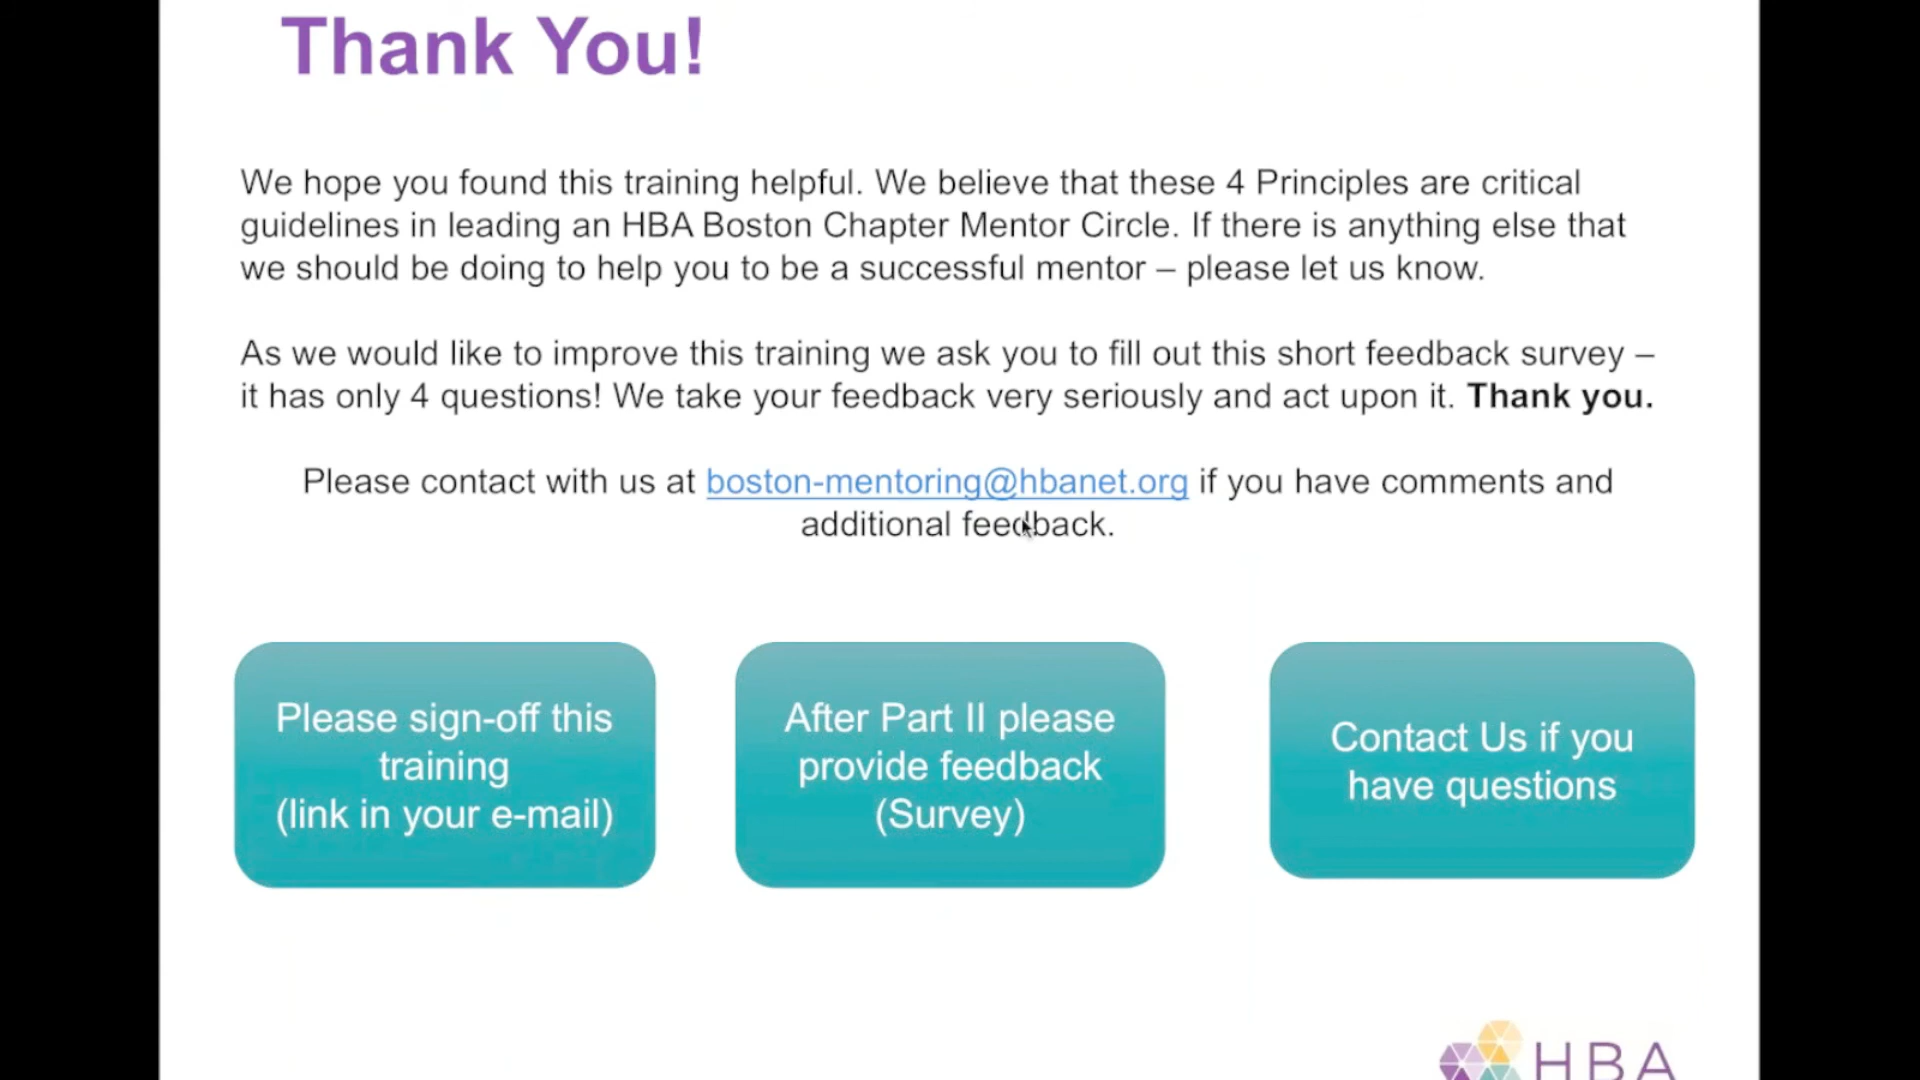 Thank You!
We hope you found this training helpful. We believe that these 4 Principles are critical
guidelines in leading an HBA Boston Chapter Mentor Circle. If there is anything else that
we should be doing to help you to be a successful mentor – please let us know.
As we would like to improve this training we ask you to fill out this short feedback survey –
it has only 4 questions! We take your feedback very seriously and act upon it. Thank you.
Please contact with us at boston-mentoring@hbanet.org if you have comments and
additional feedback.
Please sign-off this
training
(link in your e-mail)
After Part II please
provide feedback
(Survey)
Contact Us if you
have questions
HBA